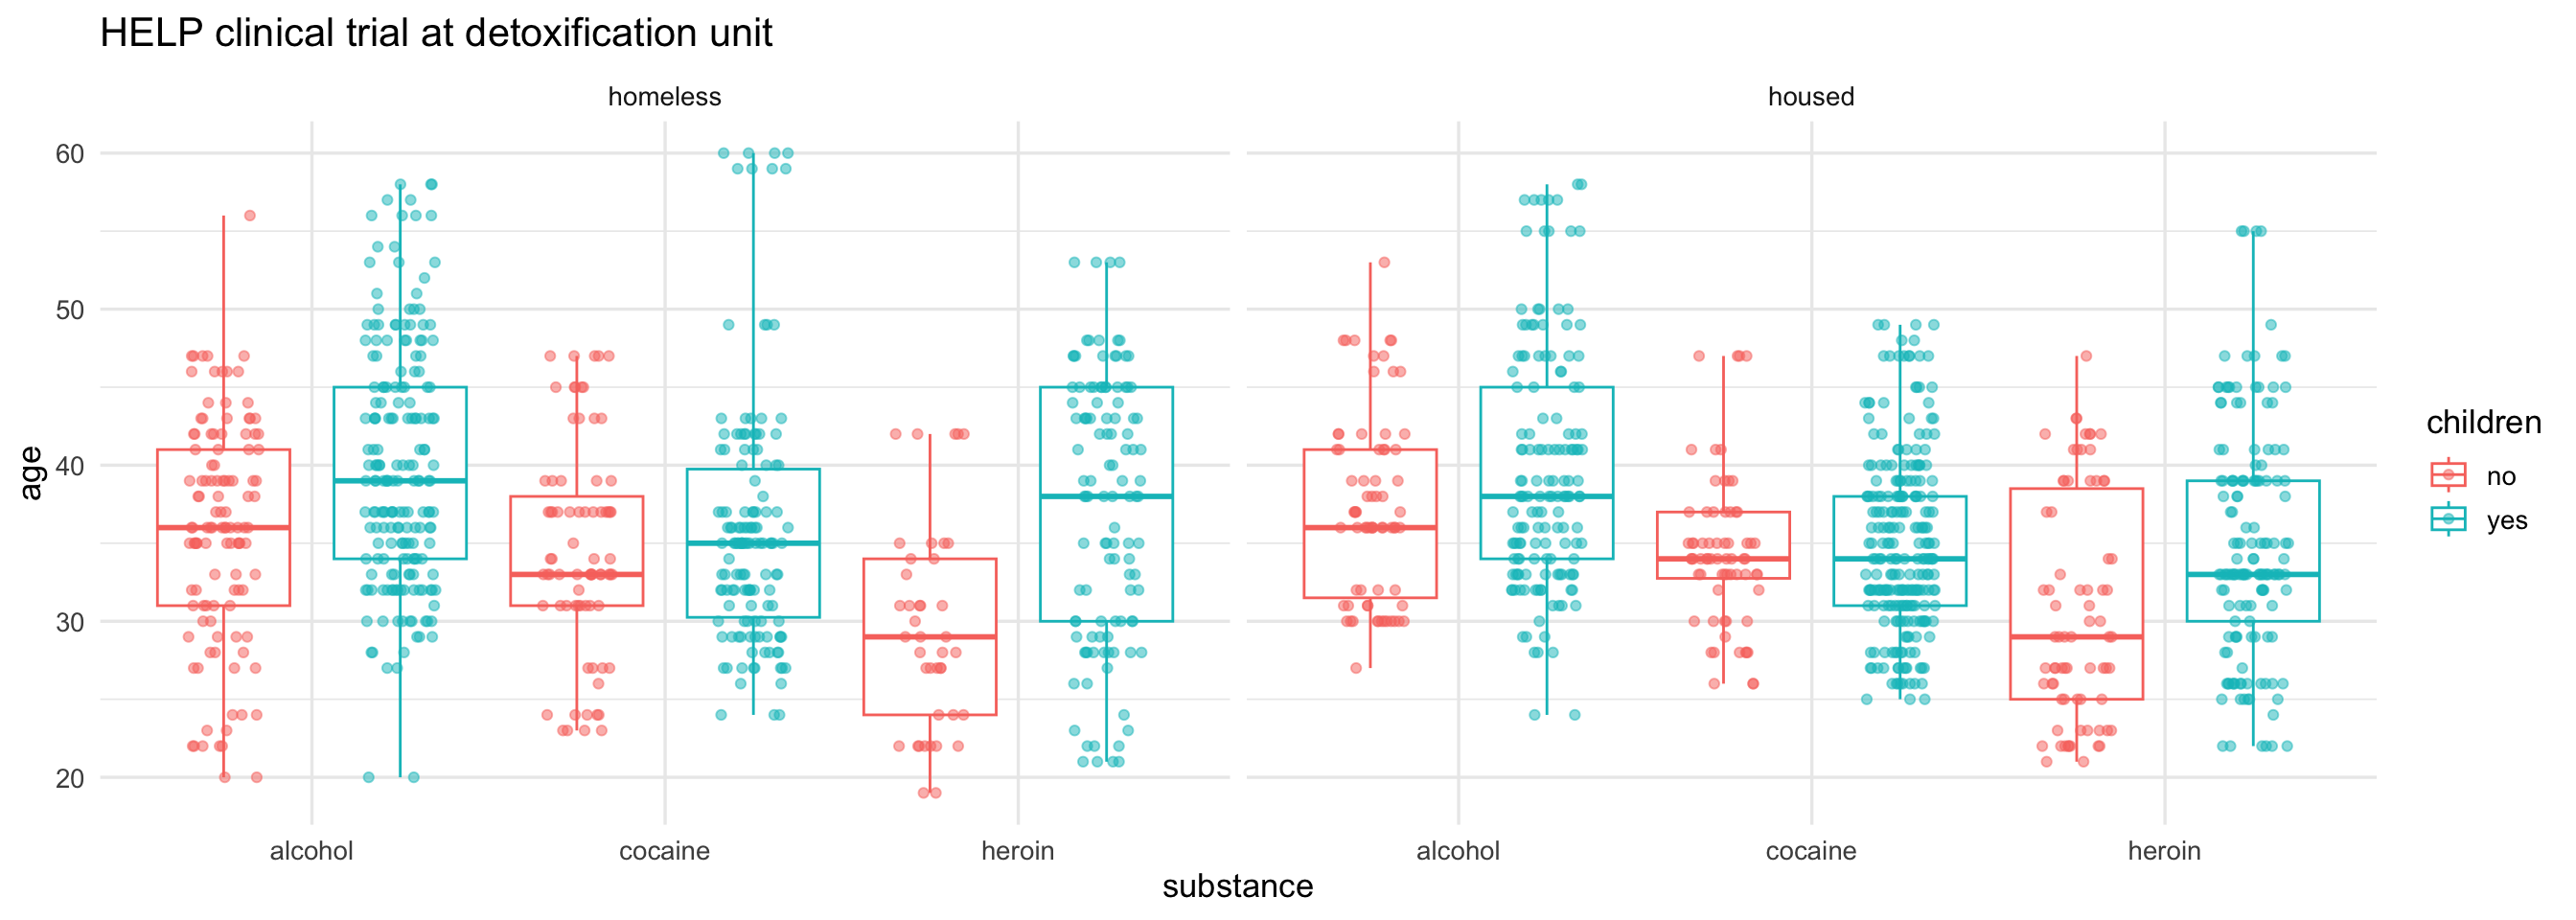 HELP clinical trial at detoxification unit
homeless
housed
60
50
40
30
20
age
alcohol
cocaine
heroin
alcohol
cocaine
heroin
substance
children
no
yes